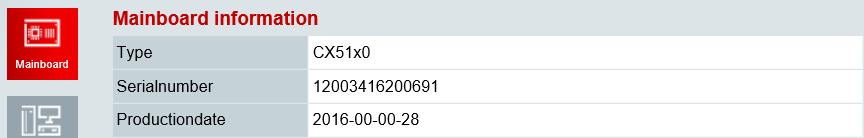 Mainboard information
Mainboard
Type CX51x0
Serialnumber 12003416200691
Productiondate 2016-00-00-28